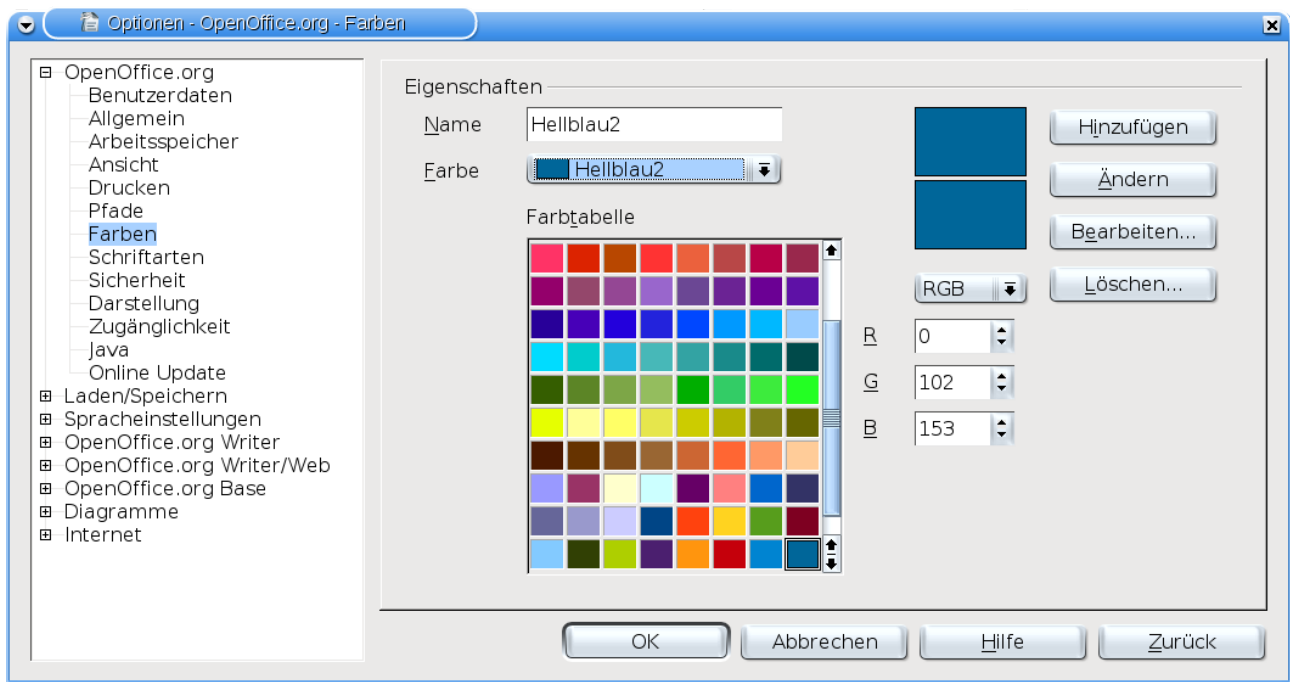 Optionen - OpenOffice.org - Farben
OpenOffice.org
Benutzerdaten
Allgemein
Arbeitsspeicher
Ansicht
Drucken
Pfade
Farben
Schriftarten
Sicherheit
Darstellung
Zugänglichkeit
Java
Online Update
Laden/Speichern
Spracheinstellungen
OpenOffice.org Writer
OpenOffice.org Writer/Web
OpenOffice.org Base
Diagramme
Internet
Eigenschaften
Name Hellblau2
Farbe Hellblau2
Farbtabelle
Hinzufügen
Ändern
Bearbeiten...
Löschen...
RGB
R 0
G 102
B 153
OK Abbrechen Hilfe Zurück